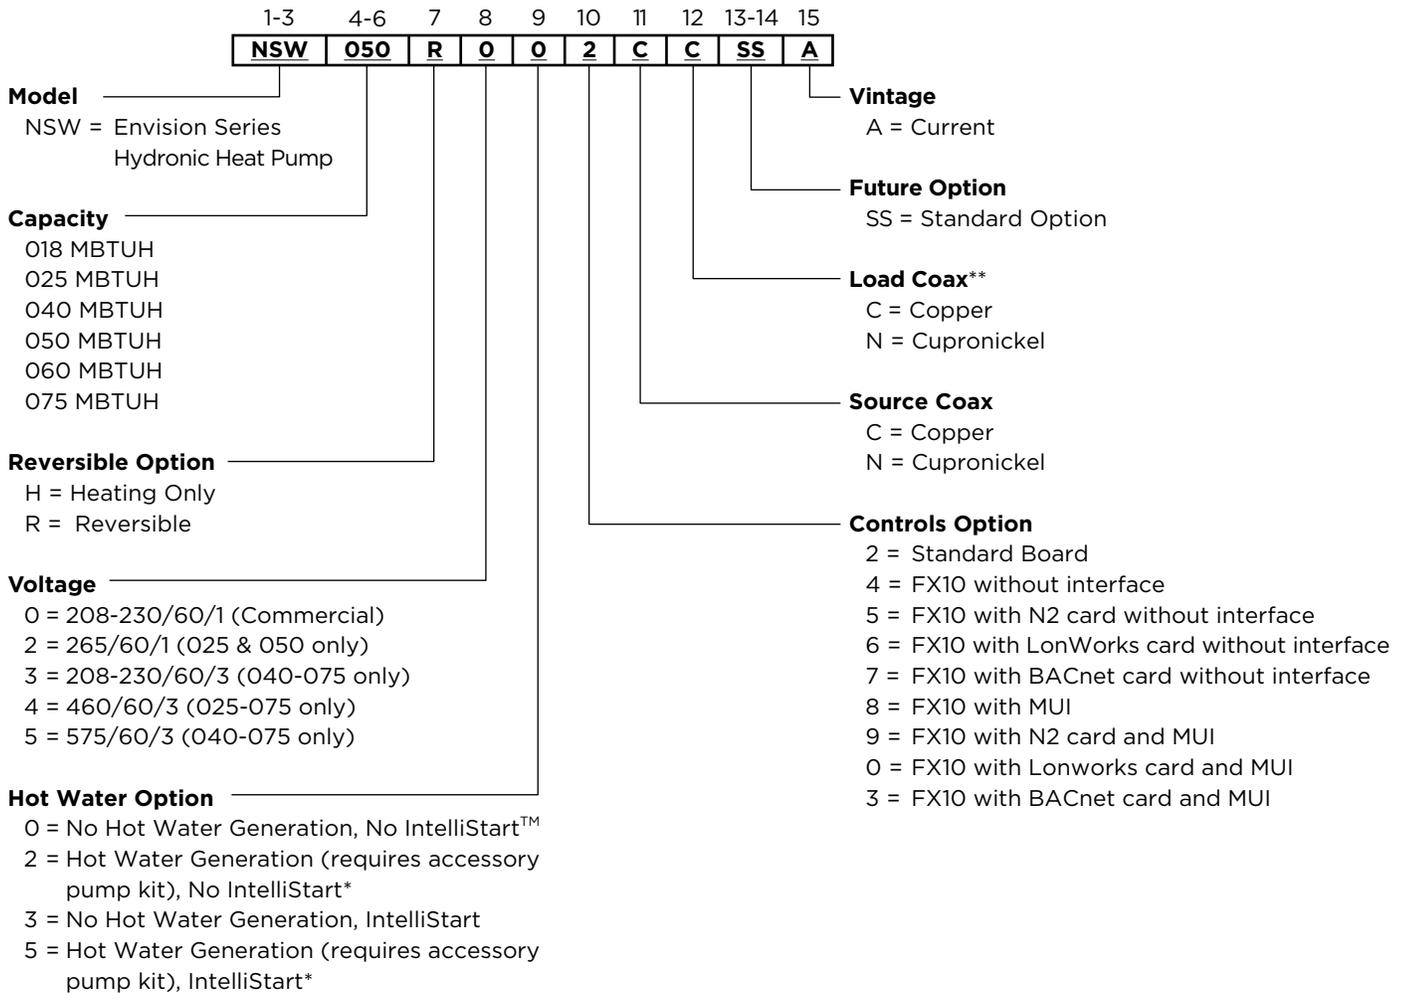 1-3 4-6 7 8 9 10 11 12 13-14 15
NSW 050 R 0 0 2 C C SS A
Model
NSW = Envision Series
Hydronic Heat Pump
Capacity
018 MBTUH
025 MBTUH
040 MBTUH
050 MBTUH
060 MBTUH
075 MBTUH
Reversible Option
H = Heating Only
R = Reversible
Voltage
0 = 208-230/60/1 (Commercial)
2 = 265/60/1 (025 & 050 only)
3 = 208-230/60/3 (040-075 only)
4 = 460/60/3 (025-075 only)
5 = 575/60/3 (040-075 only)
Hot Water Option
0 = No Hot Water Generation, No IntelliStart™
2 = Hot Water Generation (requires accessory
pump kit), No IntelliStart*
3 = No Hot Water Generation, IntelliStart
5 = Hot Water Generation (requires accessory
pump kit), IntelliStart*
Vintage
A = Current
Future Option
SS = Standard Option
Load Coax**
C = Copper
N = Cupronickel
Source Coax
C = Copper
N = Cupronickel
Controls Option
2 = Standard Board
4 = FX10 without interface
5 = FX10 with N2 card without interface
6 = FX10 with LonWorks card without interface
7 = FX10 with BACnet card without interface
8 = FX10 with MUI
9 = FX10 with N2 card and MUI
0 = FX10 with Lonworks card and MUI
3 = FX10 with BACnet card and MUI